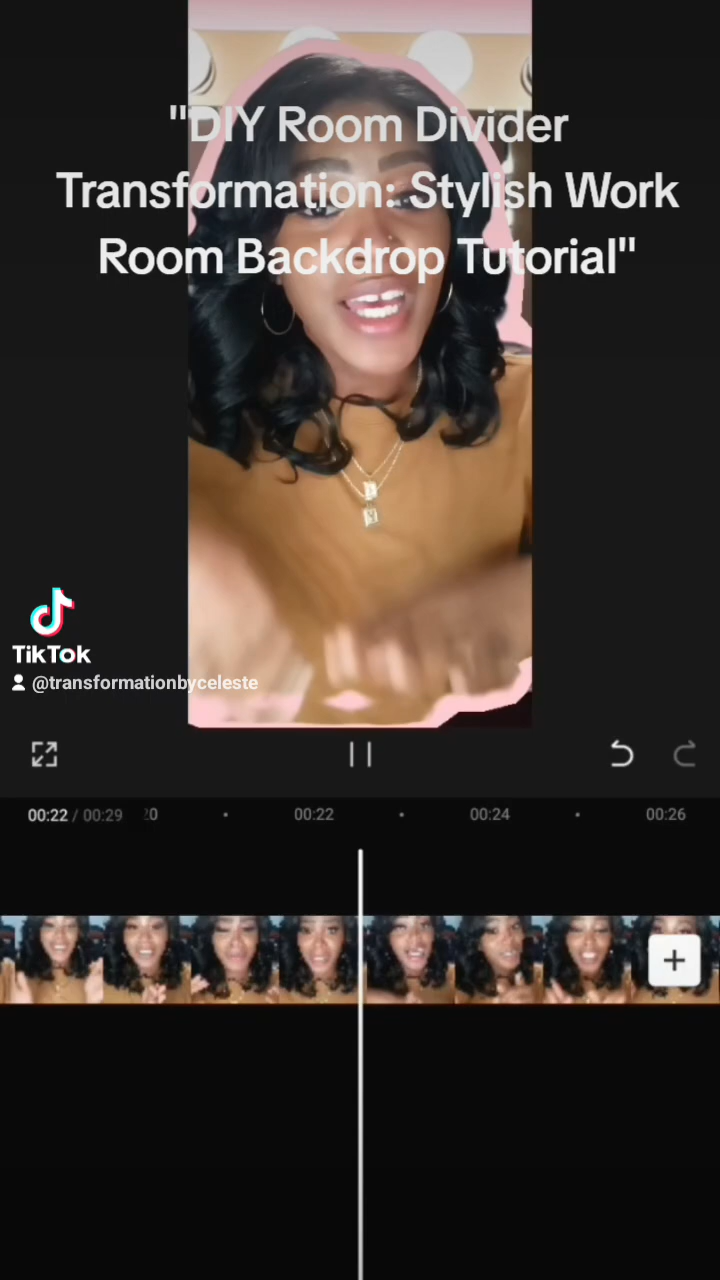 "DIY Room Divider
Transformation: Stylish Work
Room Backdrop Tutorial"
TikTok
@transformationbyceleste
00:22 / 00:29 00:22 00:24 00:26